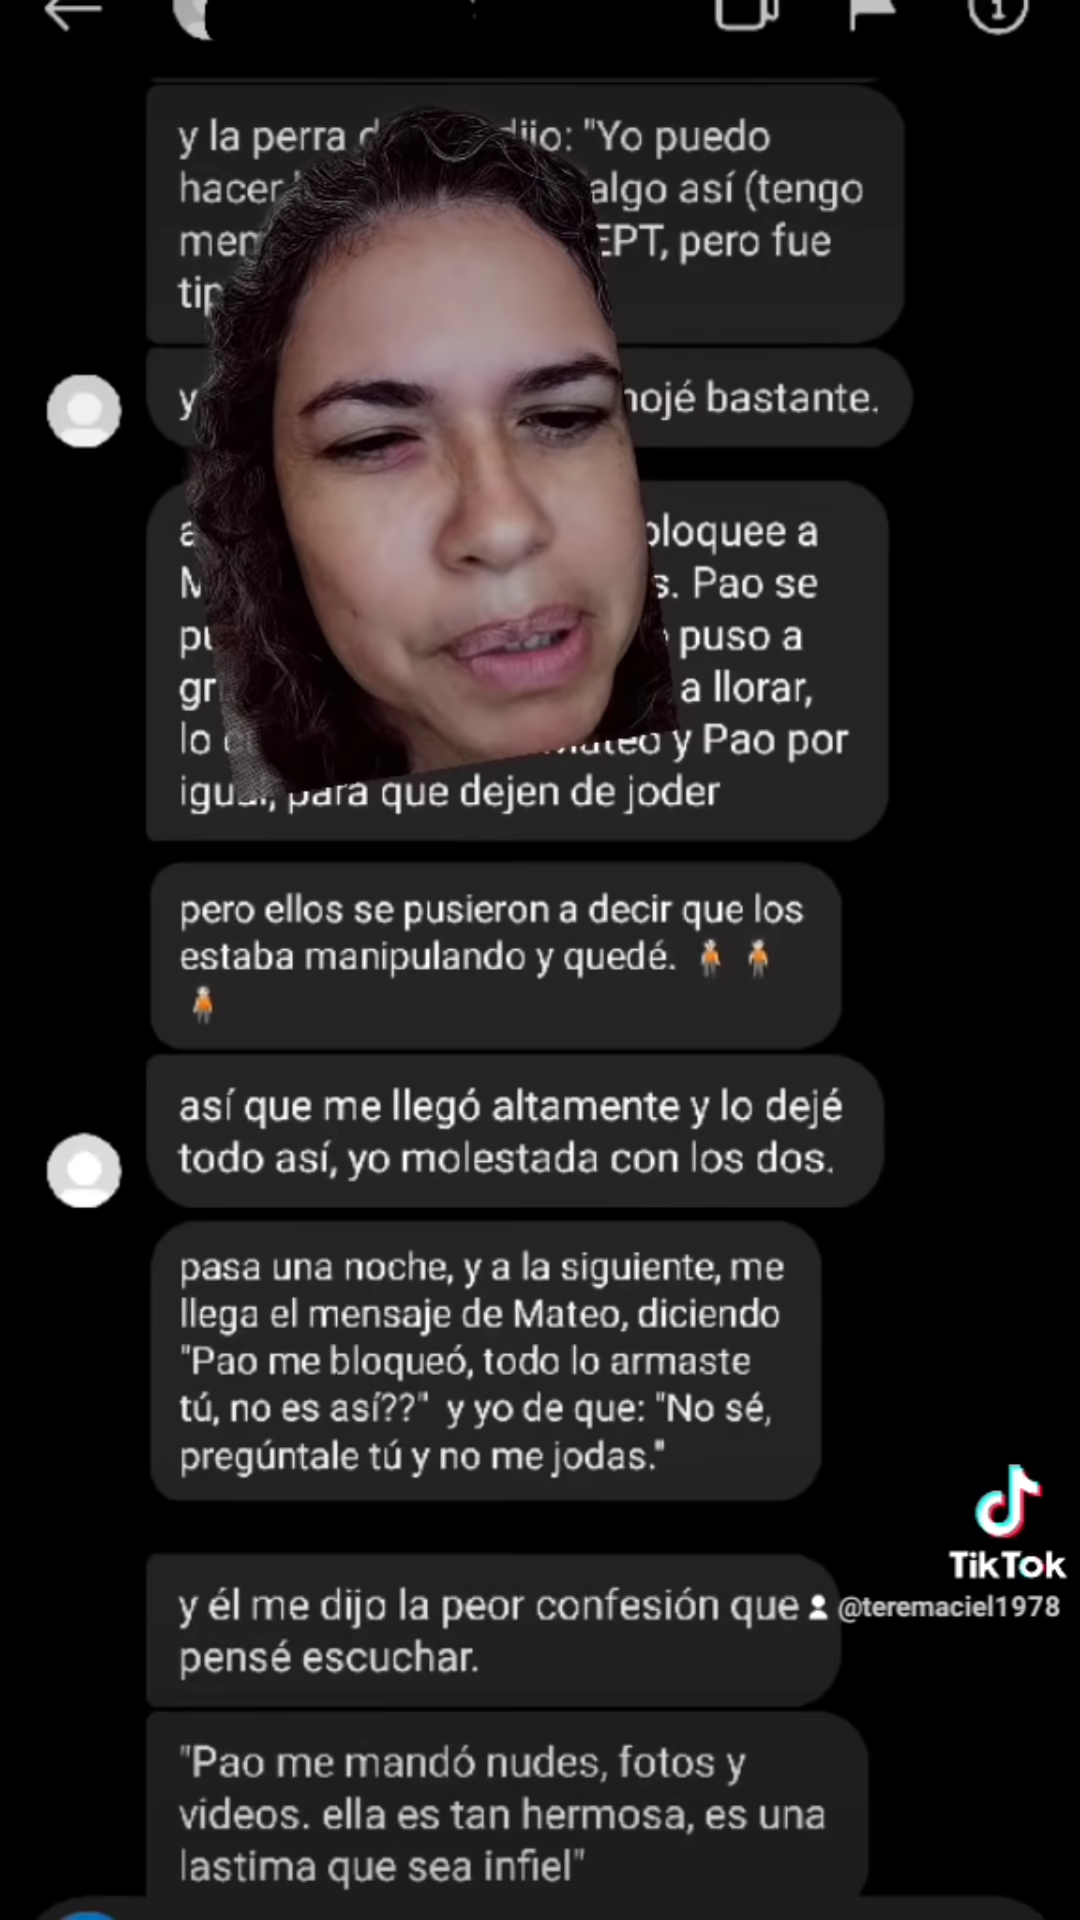 y la perra dijo: "Yo puedo
hacer algo así (tengo
EPT, pero fue
y bastante.
bloquee a
Pao se
puso a
a llorar,
lo y Pao por
igual, para que dejen de joder
pero ellos se pusieron a decir que los
estaba manipulando y quedé. 🧍🧍
🧍
así que me llegó altamente y lo dejé
todo así, yo molestada con los dos.
pasa una noche, y a la siguiente, me
llega el mensaje de Mateo, diciendo
"Pao me bloqueó, todo lo armaste
tú, no es así??" y yo de que: "No sé,
pregúntale tú y no me jodas."
TikTok
@teremaciel1978
y él me dijo la peor confesión que
pensé escuchar.
"Pao me mandó nudes, fotos y
videos. ella es tan hermosa, es una
lastima que sea infiel"